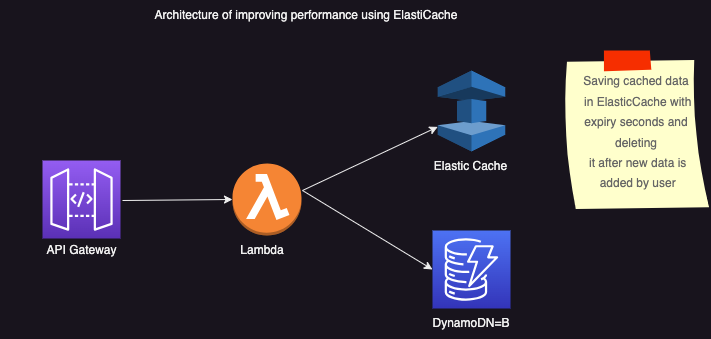 Architecture of improving performance using ElastiCache
Saving cached data
in ElasticCache with
expiry seconds and
deleting
it after new data is
added by user
Elastic Cache
API Gateway
Lambda
DynamoDN=B